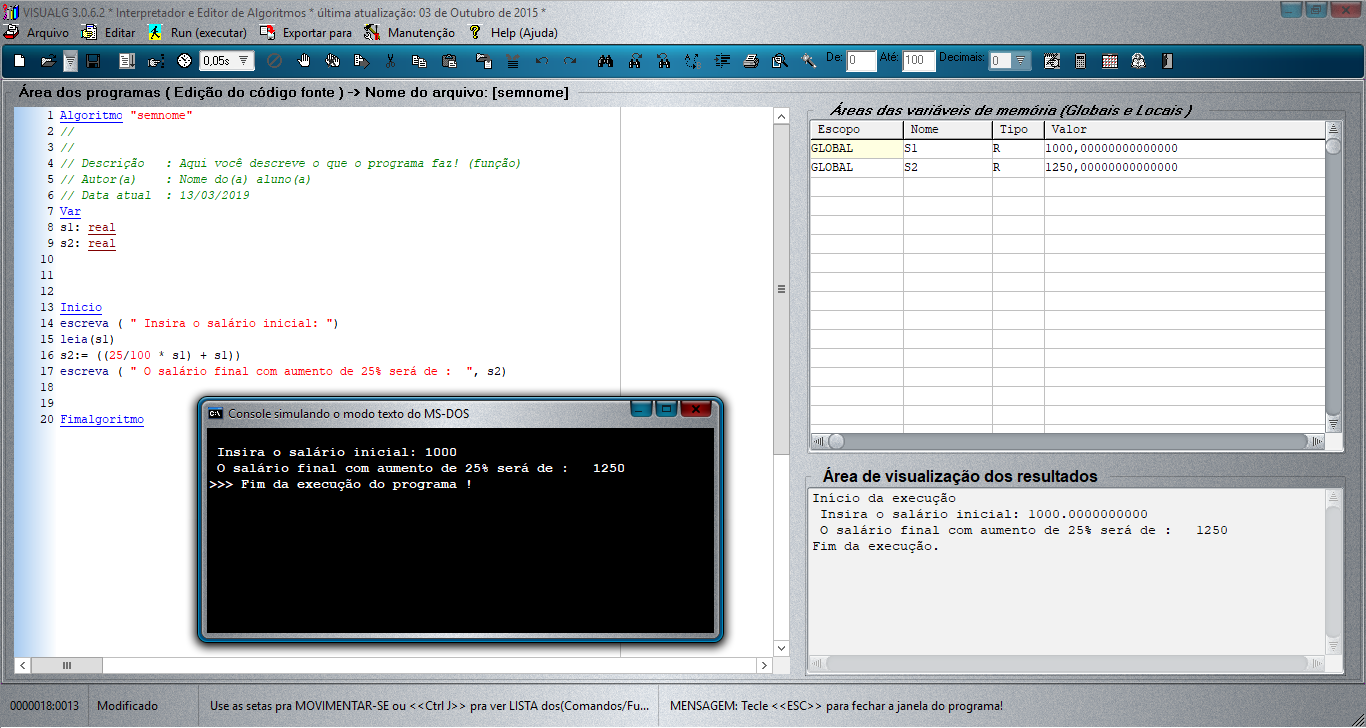 VISUALG 3.0.6.2 * Interpretador e Editor de Algoritmos * última atualização: 03 de Outubro de 2015 *
Arquivo Editar Run (executar) Exportar para Manutenção Help (Ajuda)
0,05s De: 0 Até: 100 Decimais: 0
Área dos programas ( Edição do código fonte ) -> Nome do arquivo: [semnome]
1 Algoritmo "semnome"
2 //
3 //
4 // Descrição   : Aqui você descreve o que o programa faz! (função)
5 // Autor(a)    : Nome do(a) aluno(a)
6 // Data atual  : 13/03/2019
7 Var
8 s1: real
9 s2: real
10
11
12
13 Inicio
14 escreva ( " Insira o salário inicial: ")
15 leia(s1)
16 s2:= ((25/100 * s1) + s1))
17 escreva ( " O salário final com aumento de 25% será de :  ", s2)
18
19
20 Fimalgoritmo
Console simulando o modo texto do MS-DOS
Insira o salário inicial: 1000
O salário final com aumento de 25% será de :   1250
>>> Fim da execução do programa !
Áreas das variáveis de memória (Globais e Locais )
Escopo Nome Tipo Valor
GLOBAL S1 R 1000,00000000000000
GLOBAL S2 R 1250,00000000000000
Área de visualização dos resultados
Início da execução
Insira o salário inicial: 1000.0000000000
O salário final com aumento de 25% será de :   1250
Fim da execução.
0000018:0013 Modificado Use as setas pra MOVIMENTAR-SE ou <<Ctrl J>> pra ver LISTA dos(Comandos/Fu... MENSAGEM: Tecle <<ESC>> para fechar a janela do programa!